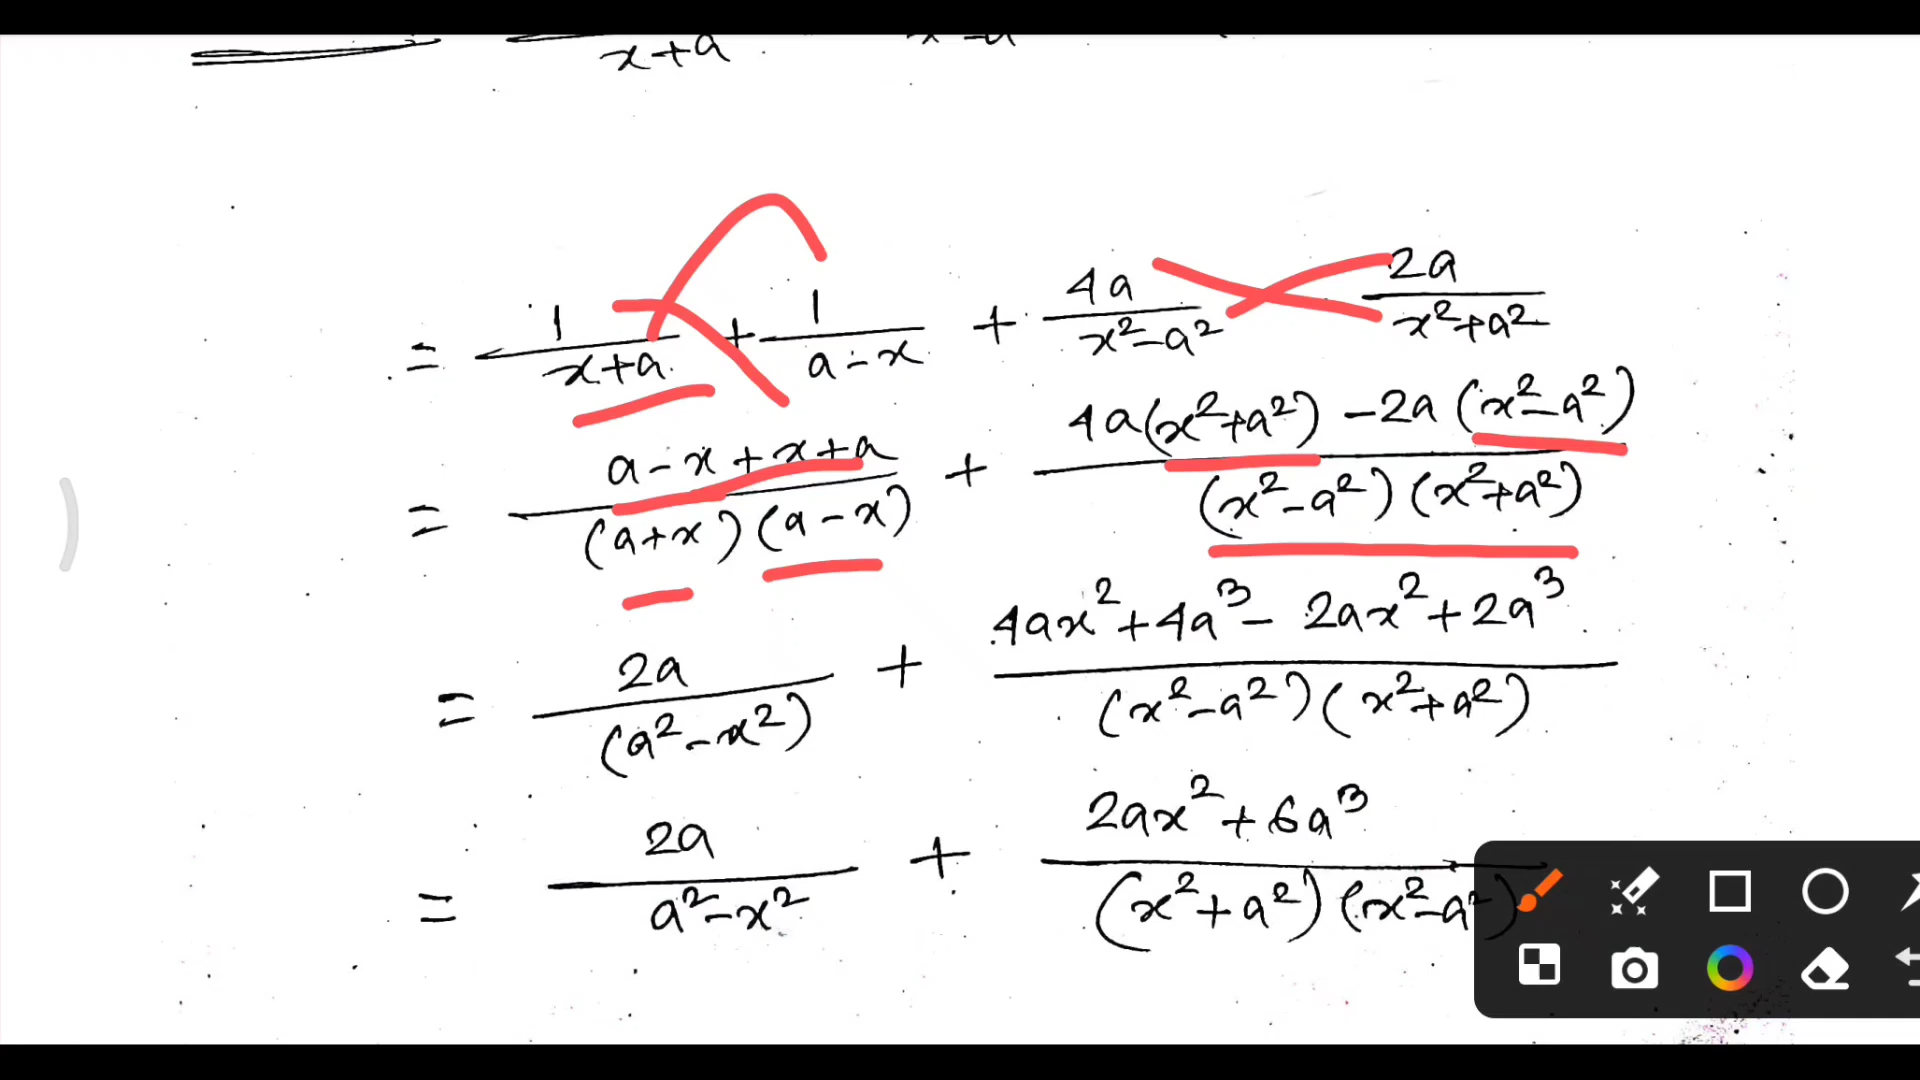 x+a x-a
= 1/(x+a) + 1/(a-x) + 4a/(x²-a²) 2a/(x²+a²)
= (a-x+x+a)/((a+x)(a-x)) + (4a(x²+a²) -2a(x²-a²))/((x²-a²)(x²+a²))
= 2a/(a²-x²) + (4ax²+4a³-2ax²+2a³)/((x²-a²)(x²+a²))
= 2a/(a²-x²) + (2ax²+6a³)/((x²+a²)(x²-a²))